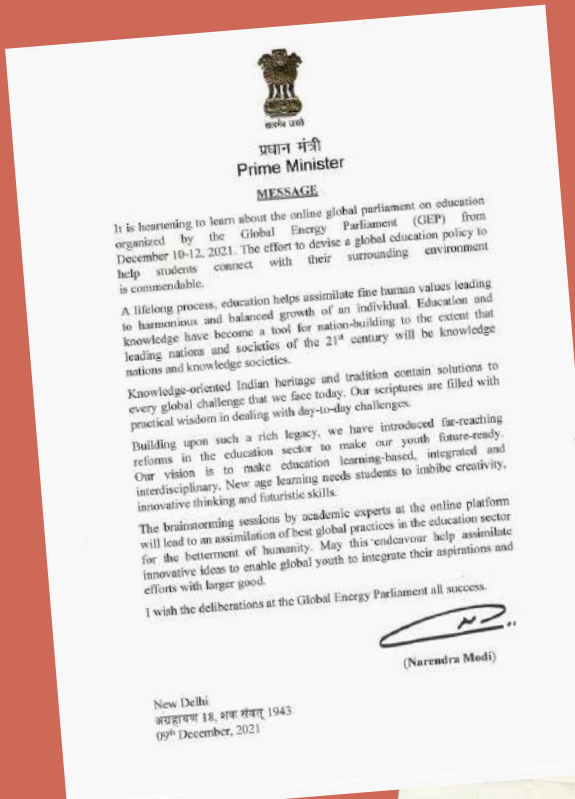 सत्यमेव जयते
प्रधान मंत्री
Prime Minister
MESSAGE
It is heartening to learn about the online global parliament on education
organized by the Global Energy Parliament (GEP) from
December 10-12, 2021. The effort to devise a global education policy to
help students connect with their surrounding environment
is commendable.
A lifelong process, education helps assimilate fine human values leading
to harmonious and balanced growth of an individual. Education and
knowledge have become a tool for nation-building to the extent that
leading nations and societies of the 21st century will be knowledge
nations and knowledge societies.
Knowledge-oriented Indian heritage and tradition contain solutions to
every global challenge that we face today. Our scriptures are filled with
practical wisdom in dealing with day-to-day challenges.
Building upon such a rich legacy, we have introduced far-reaching
reforms in the education sector to make our youth future-ready.
Our vision is to make education learning-based, integrated and
interdisciplinary. New age learning needs students to imbibe creativity,
innovative thinking and futuristic skills.
The brainstorming sessions by academic experts at the online platform
will lead to an assimilation of best global practices in the education sector
for the betterment of humanity. May this endeavour help assimilate
innovative ideas to enable global youth to integrate their aspirations and
efforts with larger good.
I wish the deliberations at the Global Energy Parliament all success.
(Narendra Modi)
New Delhi
अग्रहायण 18, शक संवत् 1943
09th December, 2021